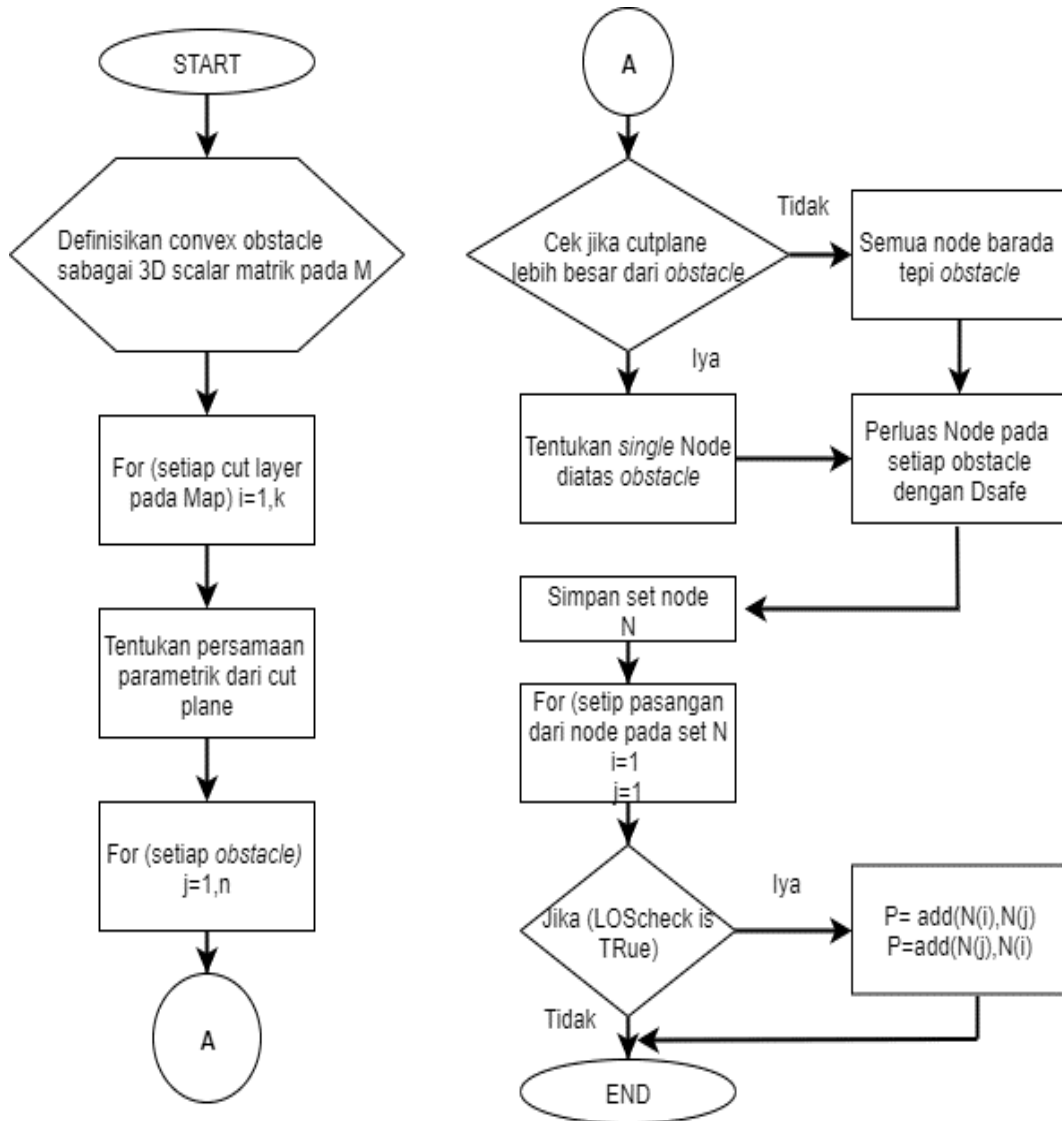 START
Definisikan convex obstacle
sabagai 3D scalar matrik pada M
For (setiap cut layer
pada Map) i=1,k
Tentukan persamaan
parametrik dari cut
plane
For (setiap obstacle)
j=1,n
A
A
Cek jika cutplane
lebih besar dari obstacle
Tidak
Semua node barada
tepi obstacle
Iya
Tentukan single Node
diatas obstacle
Perluas Node pada
setiap obstacle
dengan Dsafe
Simpan set node
N
For (setip pasangan
dari node pada set N
i=1
j=1
Jika (LOScheck is
TRue)
Iya
P= add(N(i),N(j)
P=add(N(j),N(i)
Tidak
END